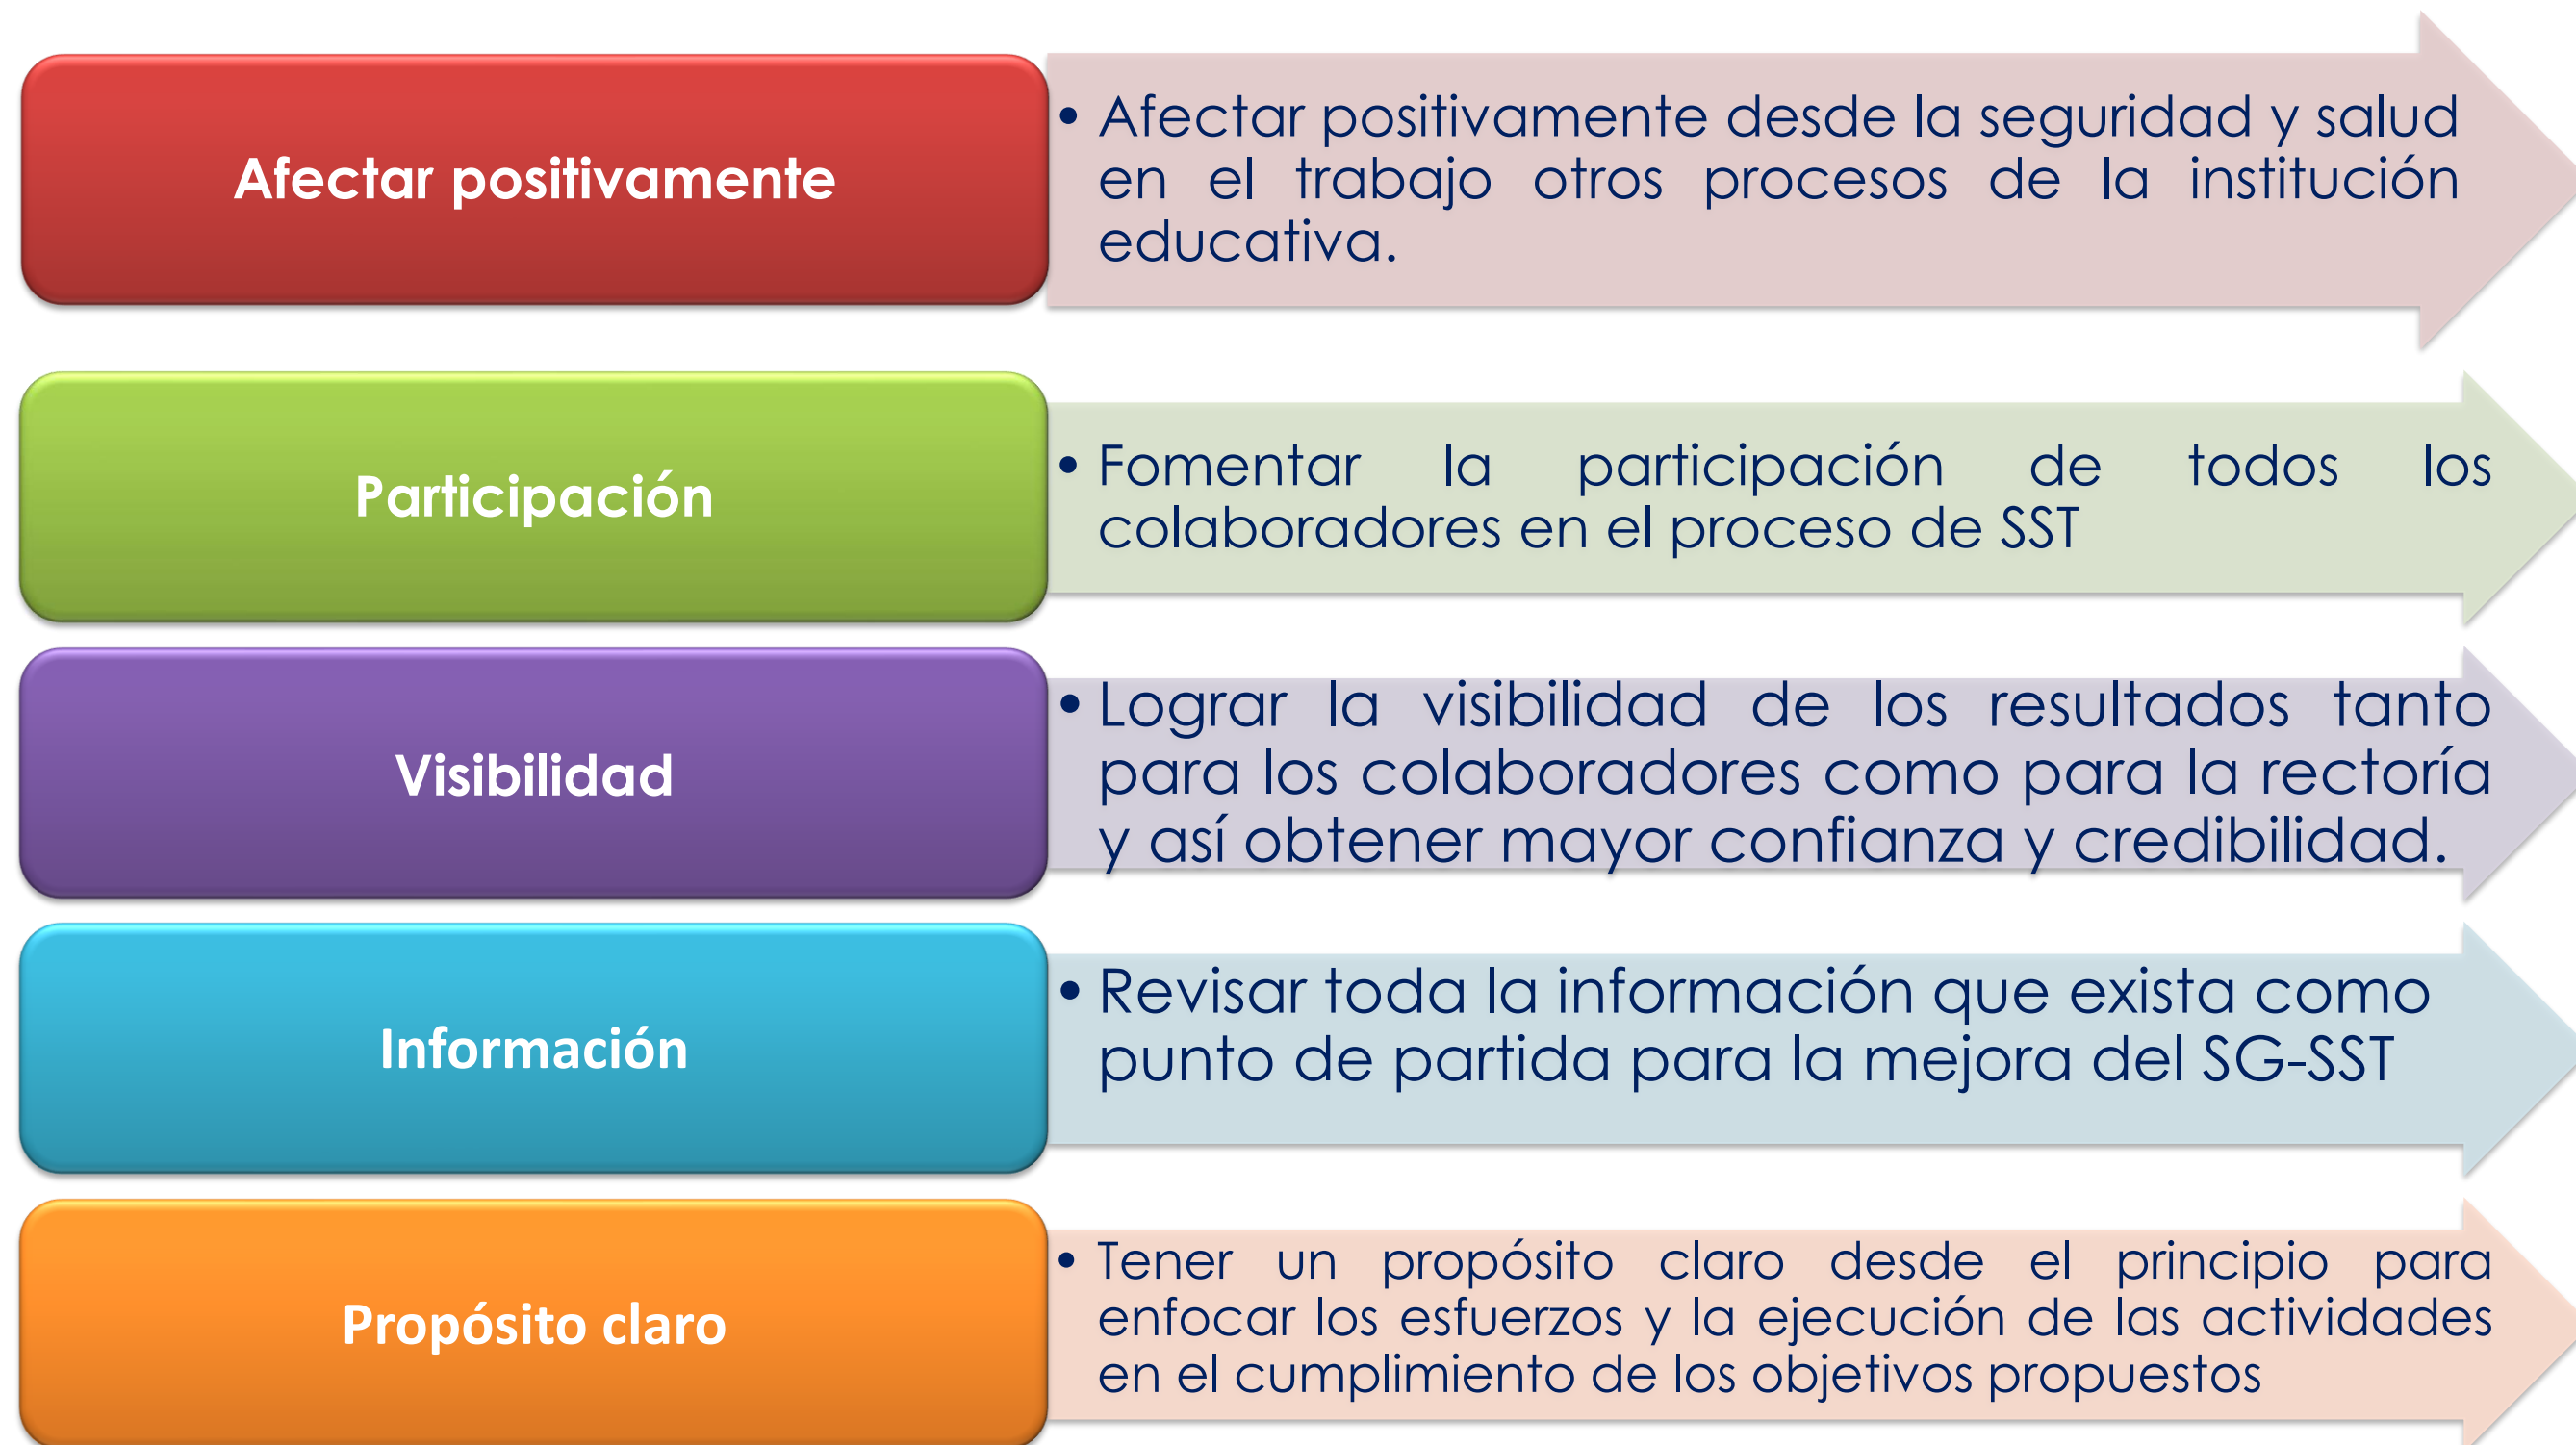 Afectar positivamente
• Afectar positivamente desde la seguridad y salud
en el trabajo otros procesos de la institución
educativa.
Participación
• Fomentar la participación de todos los
colaboradores en el proceso de SST
Visibilidad
• Lograr la visibilidad de los resultados tanto
para los colaboradores como para la rectoría
y así obtener mayor confianza y credibilidad.
Información
• Revisar toda la información que exista como
punto de partida para la mejora del SG-SST
Propósito claro
• Tener un propósito claro desde el principio para
enfocar los esfuerzos y la ejecución de las actividades
en el cumplimiento de los objetivos propuestos